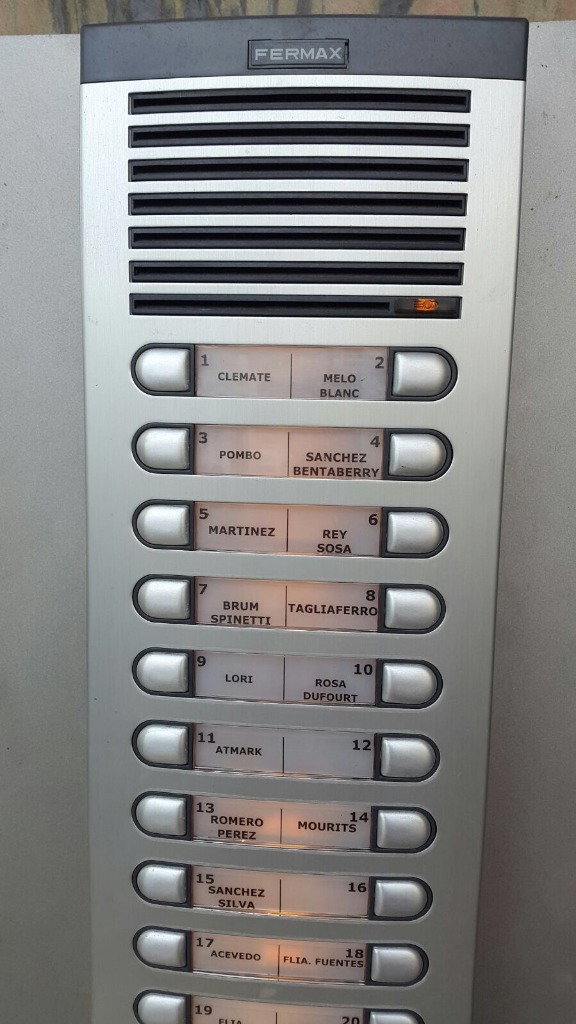 FERMAX
1 CLEMATE
2 MELO
BLANC
3 POMBO
4 SANCHEZ
BENTABERRY
5 MARTINEZ
6 REY
SOSA
7 BRUM
SPINETTI
8 TAGLIAFERRO
9 LORI
10 ROSA
DUFOURT
11 ATMARK
12
13 ROMERO
PEREZ
14 MOURITS
15 SANCHEZ
SILVA
16
17 ACEVEDO
18 FLIA. FUENTES
19 FLIA
20